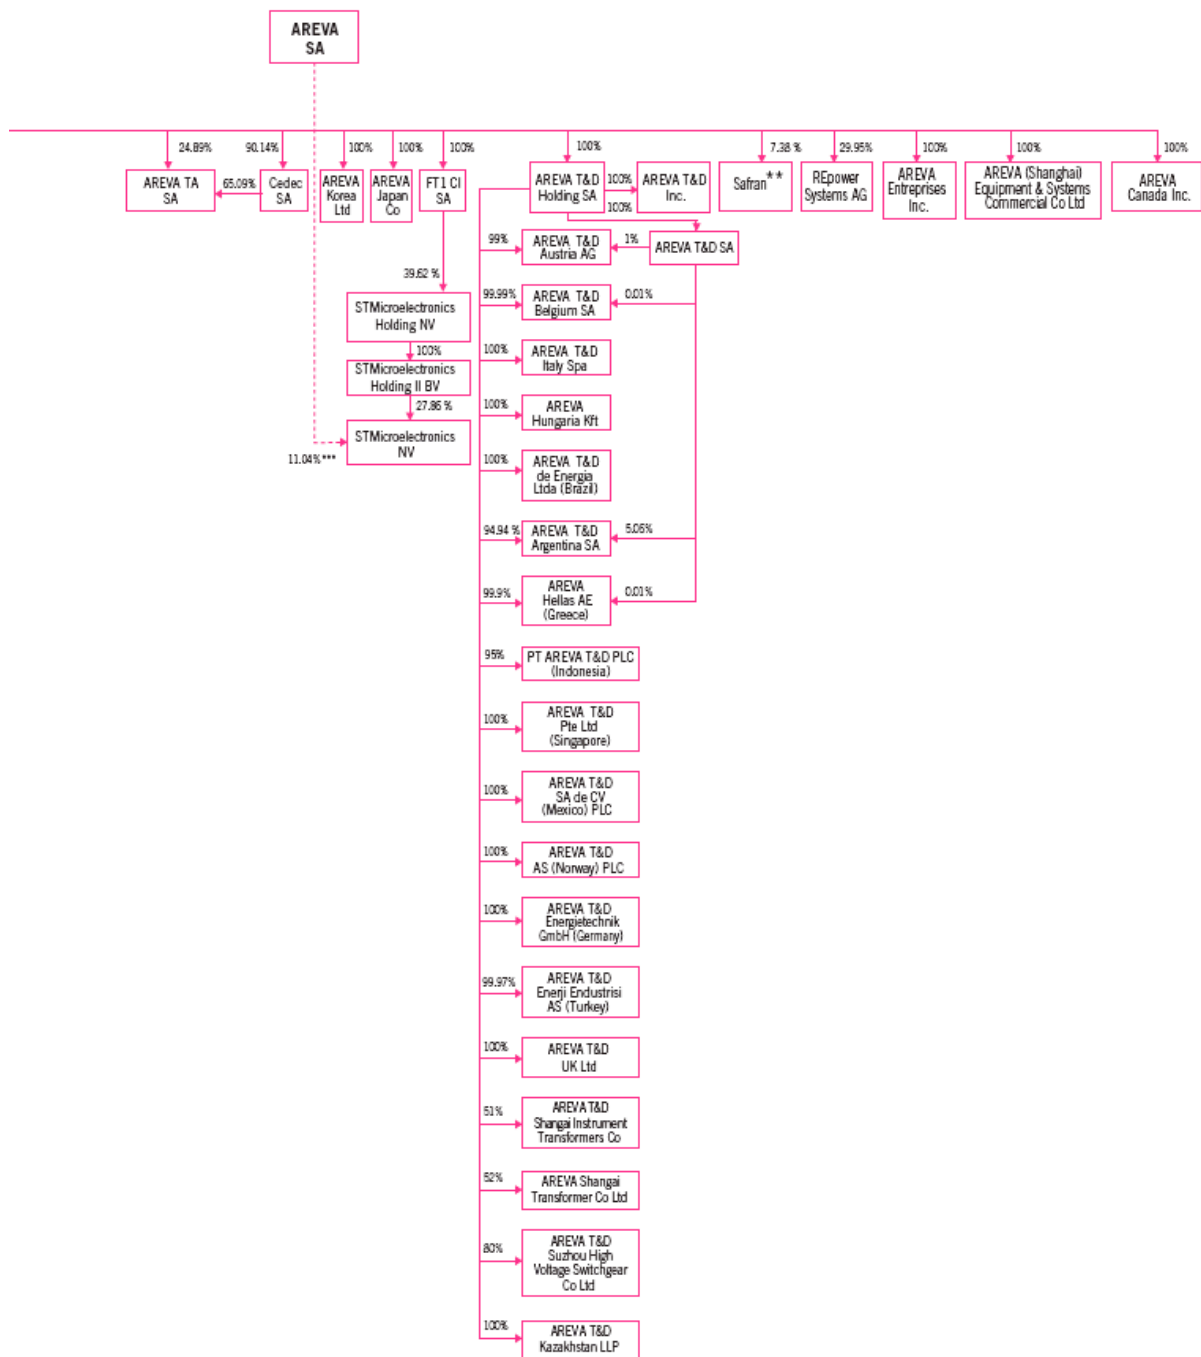 AREVA
SA
24.89%
90.14%
100%
100%
100%
100%
7.38 %
29.95%
100%
100%
100%
AREVA TA
SA
65.09%
Cedec
SA
AREVA
Korea
Ltd
AREVA
Japan
Co
FT1 CI
SA
AREVA T&D
Holding SA
100%
AREVA T&D
Inc.
Safran**
REpower
Systems AG
AREVA
Entreprises
Inc.
AREVA (Shanghai)
Equipment & Systems
Commercial Co Ltd
AREVA
Canada Inc.
100%
99%
AREVA T&D
Austria AG
1%
AREVA T&D SA
39.62 %
99.99%
AREVA T&D
Belgium SA
0.01%
STMicroelectronics
Holding NV
100%
STMicroelectronics
Holding II BV
27.86 %
STMicroelectronics
NV
11.04%***
100%
AREVA T&D
Italy Spa
100%
AREVA
Hungaria Kft
100%
AREVA T&D
de Energia
Ltda (Brazil)
94.94 %
AREVA T&D
Argentina SA
5.06%
99.9%
AREVA
Hellas AE
(Greece)
0.01%
95%
PT AREVA T&D PLC
(Indonesia)
100%
AREVA T&D
Pte Ltd
(Singapore)
100%
AREVA T&D
SA de CV
(Mexico) PLC
100%
AREVA T&D
AS (Norway) PLC
100%
AREVA T&D
Energietechnik
GmbH (Germany)
99.97%
AREVA T&D
Enerji Endustrisi
AS (Turkey)
100%
AREVA T&D
UK Ltd
51%
AREVA T&D
Shangai Instrument
Transformers Co
52%
AREVA Shangai
Transformer Co Ltd
80%
AREVA T&D
Suzhou High
Voltage Switchgear
Co Ltd
100%
AREVA T&D
Kazakhstan LLP